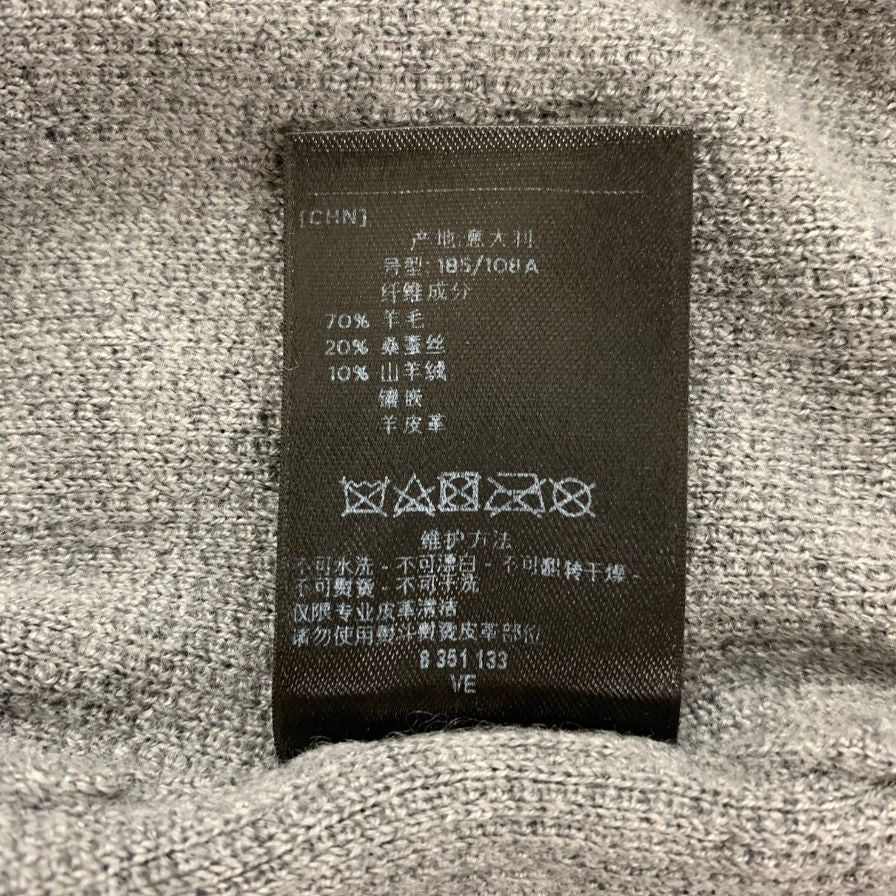 [CHN]
产地:意大利
号型: 185/108A
纤维成分
70% 羊毛
20% 桑蚕丝
10% 山羊绒
镶嵌
羊皮革
维护方法
不可水洗 - 不可漂白 - 不可翻转干燥 -
不可熨烫 - 不可干洗
仅限专业皮革清洁
请勿使用熨斗熨烫皮革部位
8 351 133
VE